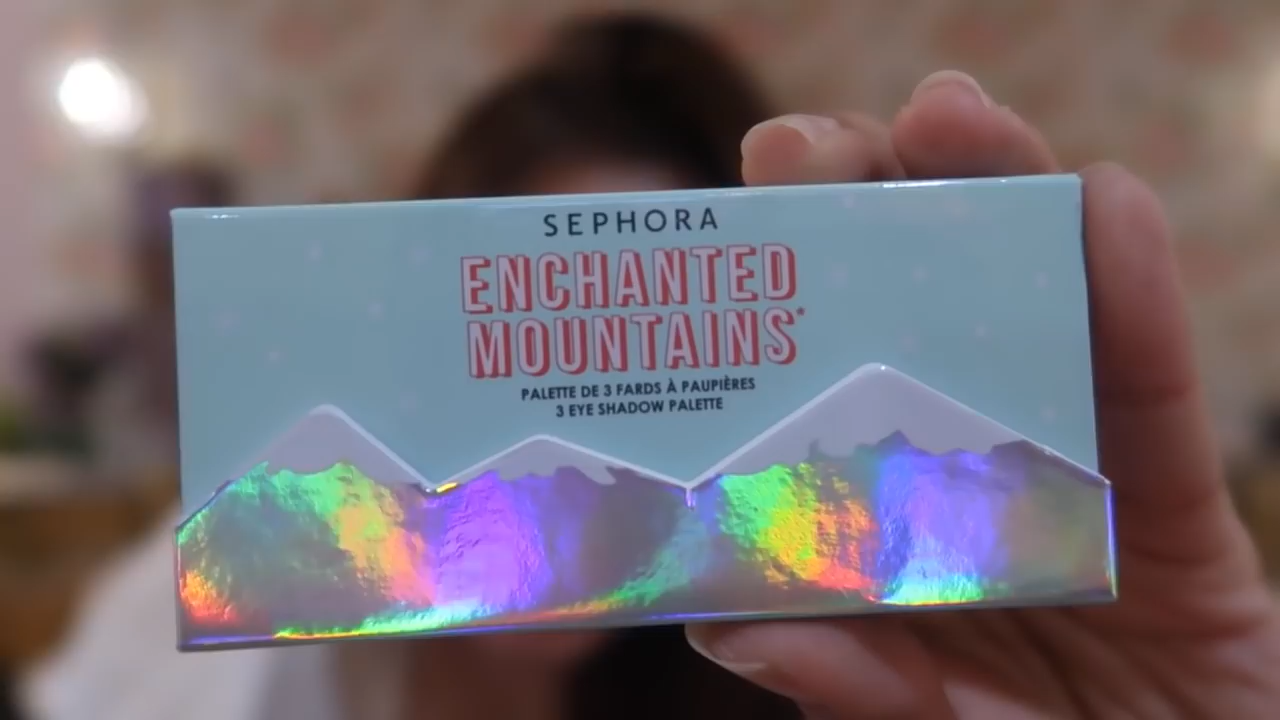 SEPHORA
ENCHANTED
MOUNTAINS*
PALETTE DE 3 FARDS À PAUPIÈRES
3 EYE SHADOW PALETTE